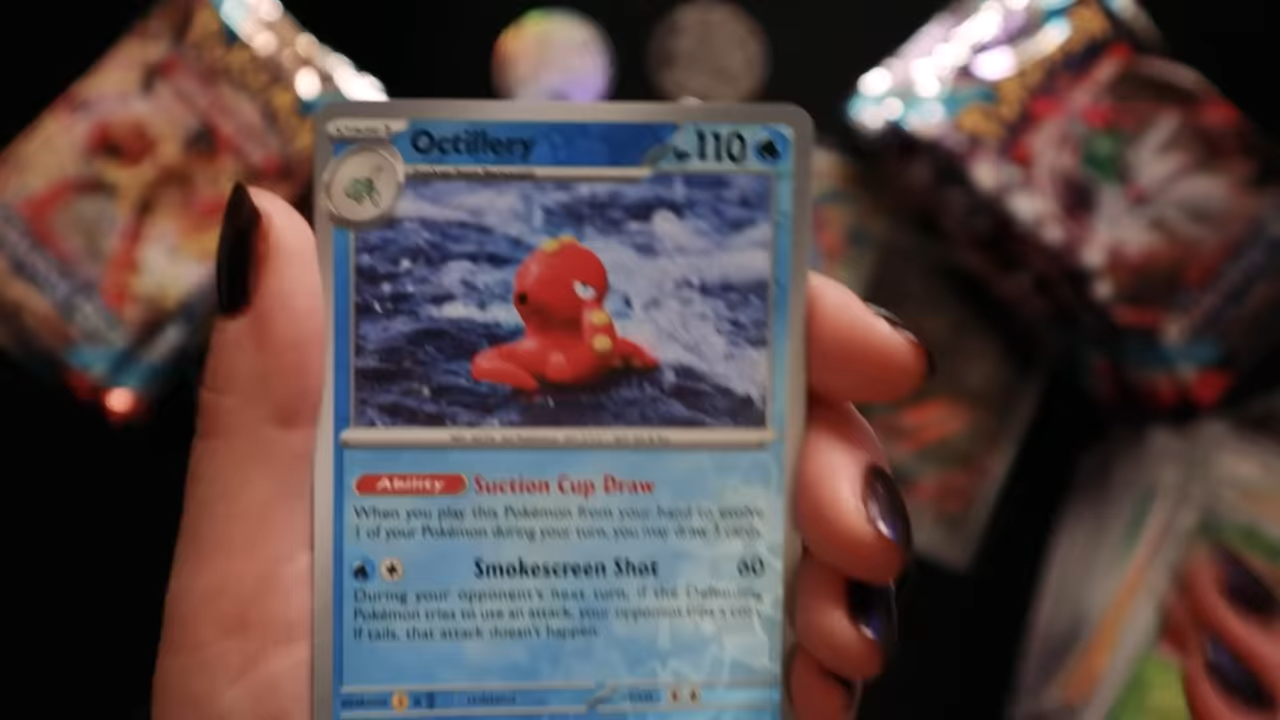 Octillery 110
Ability Suction Cup Draw
When you play this Pokémon from your hand to evolve
1 of your Pokémon during your turn, you may draw 3 cards.
Smokescreen Shot 60
During your opponent's next turn, if the Defending
Pokémon tries to use an attack, your opponent flips a coin.
If tails, that attack doesn't happen.